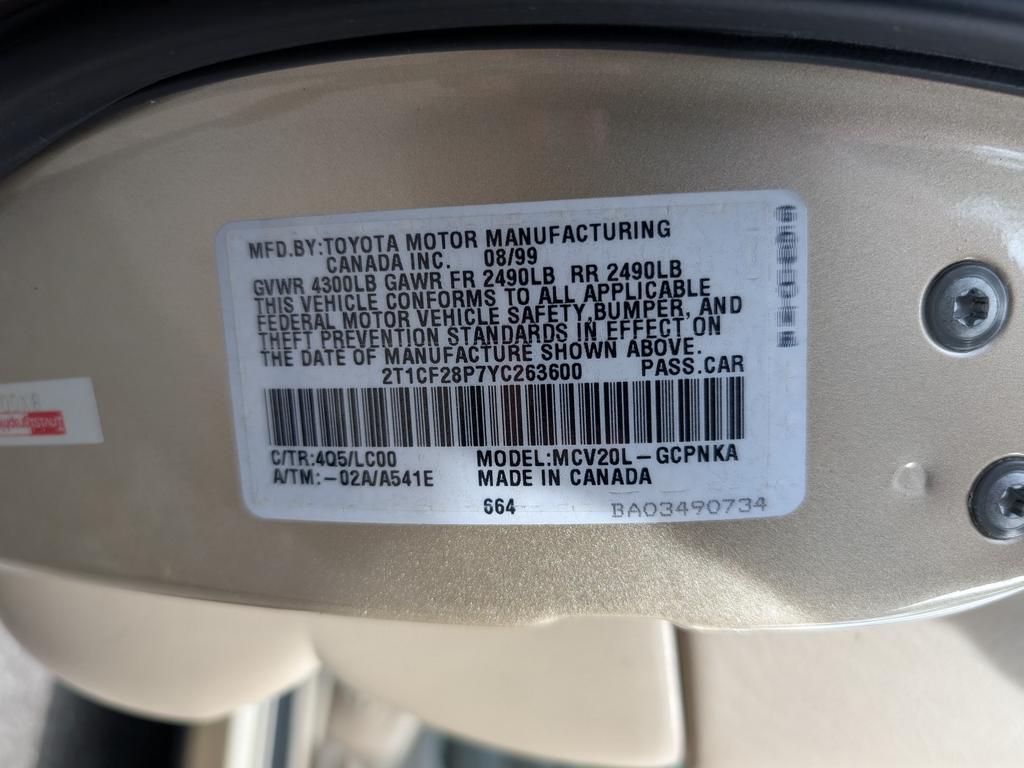 MFD.BY:TOYOTA MOTOR MANUFACTURING
CANADA INC. 08/99
GVWR 4300LB GAWR FR 2490LB RR 2490LB
THIS VEHICLE CONFORMS TO ALL APPLICABLE
FEDERAL MOTOR VEHICLE SAFETY,BUMPER, AND
THEFT PREVENTION STANDARDS IN EFFECT ON
THE DATE OF MANUFACTURE SHOWN ABOVE.
2T1CF28P7YC263600 PASS.CAR
C/TR:4Q5/LC00 MODEL:MCV20L-GCPNKA
A/TM:-02A/A541E MADE IN CANADA
664 BA03490734